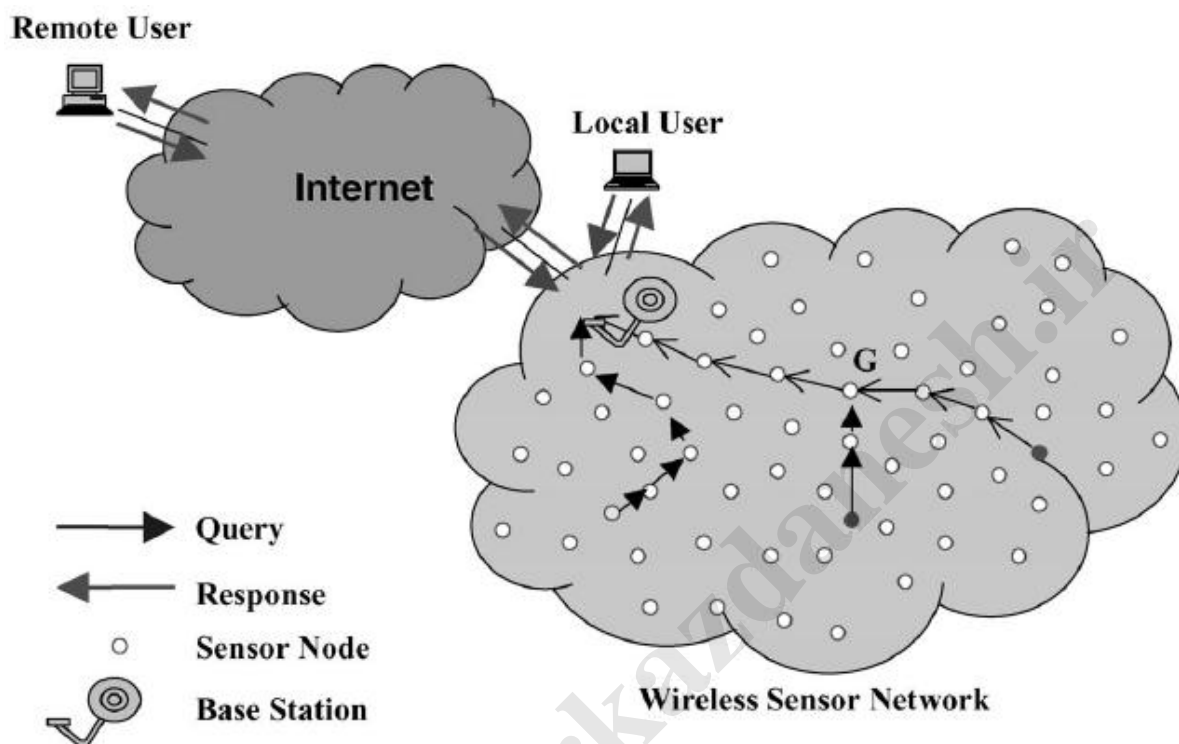 Remote User
Local User
Internet
G
Query
Response
Sensor Node
Base Station
Wireless Sensor Network